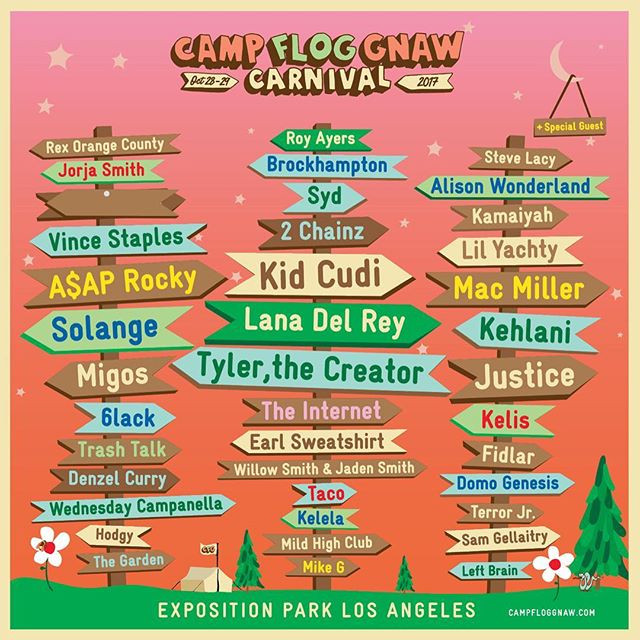 CAMP FLOG GNAW
Oct 28-29
CARNIVAL
2017
+ Special Guest
Rex Orange County
Jorja Smith
Vince Staples
A$AP Rocky
Solange
Migos
6lack
Trash Talk
Denzel Curry
Wednesday Campanella
Hodgy
The Garden
Roy Ayers
Brockhampton
Syd
2 Chainz
Kid Cudi
Lana Del Rey
Tyler,the Creator
The Internet
Earl Sweatshirt
Willow Smith & Jaden Smith
Taco
Kelela
Mild High Club
Mike G
Steve Lacy
Alison Wonderland
Kamaiyah
Lil Yachty
Mac Miller
Kehlani
Justice
Kelis
Fidlar
Domo Genesis
Terror Jr.
Sam Gellaitry
Left Brain
CFG
EXPOSITION PARK LOS ANGELES
CAMPFLOGGNAW.COM